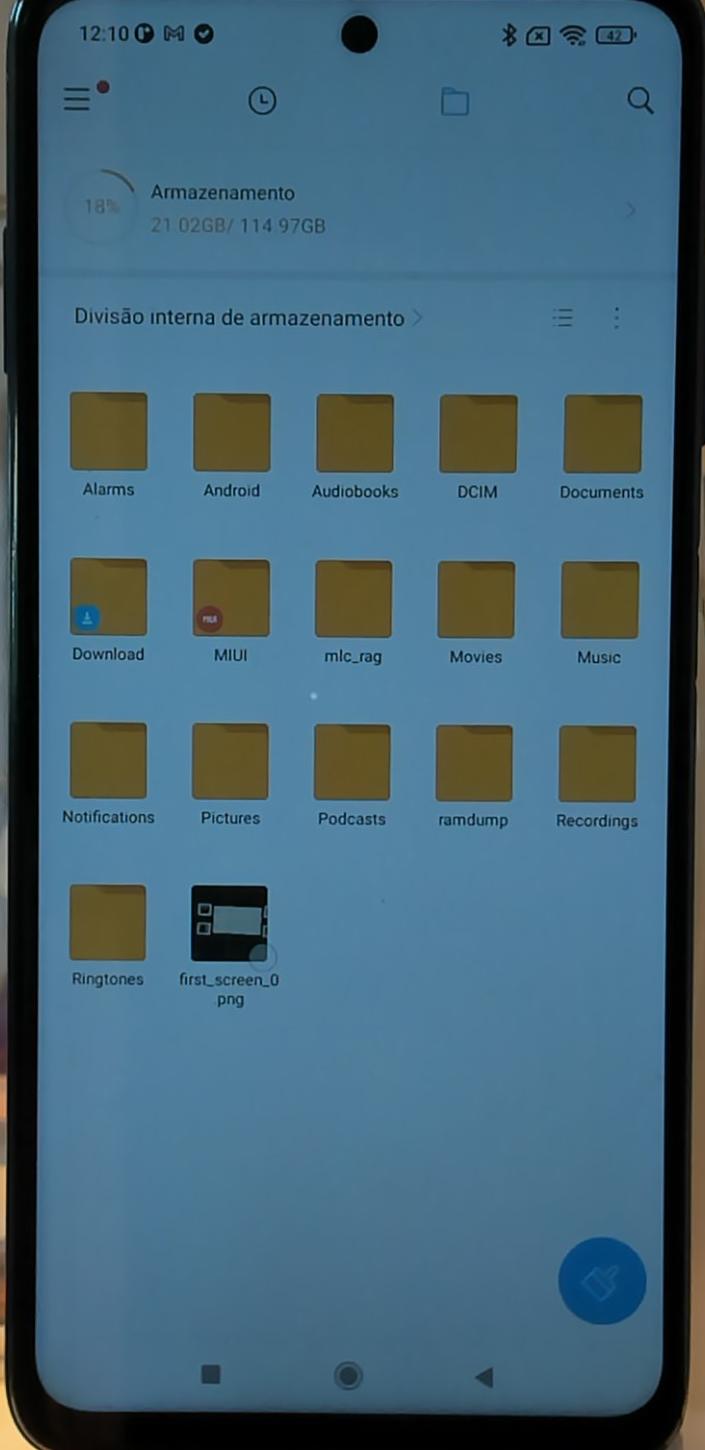 12:10
42
18%
Armazenamento
21.02GB/ 114.97GB
Divisão interna de armazenamento
Alarms
Android
Audiobooks
DCIM
Documents
Download
MIUI
mlc_rag
Movies
Music
Notifications
Pictures
Podcasts
ramdump
Recordings
Ringtones
first_screen_0
.png